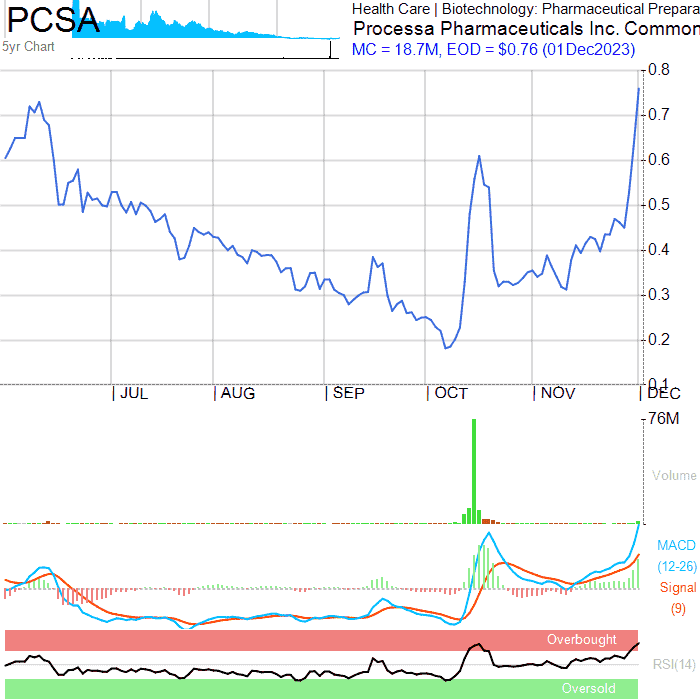 PCSA
5yr Chart
Health Care | Biotechnology: Pharmaceutical Prepara
Processa Pharmaceuticals Inc. Common
MC = 18.7M, EOD = $0.76 (01Dec2023)
0.8
0.7
0.6
0.5
0.4
0.3
0.2
0.1
JUL
AUG
SEP
OCT
NOV
DEC
76M
Volume
MACD
(12-26)
Signal
(9)
Overbought
RSI(14)
Oversold